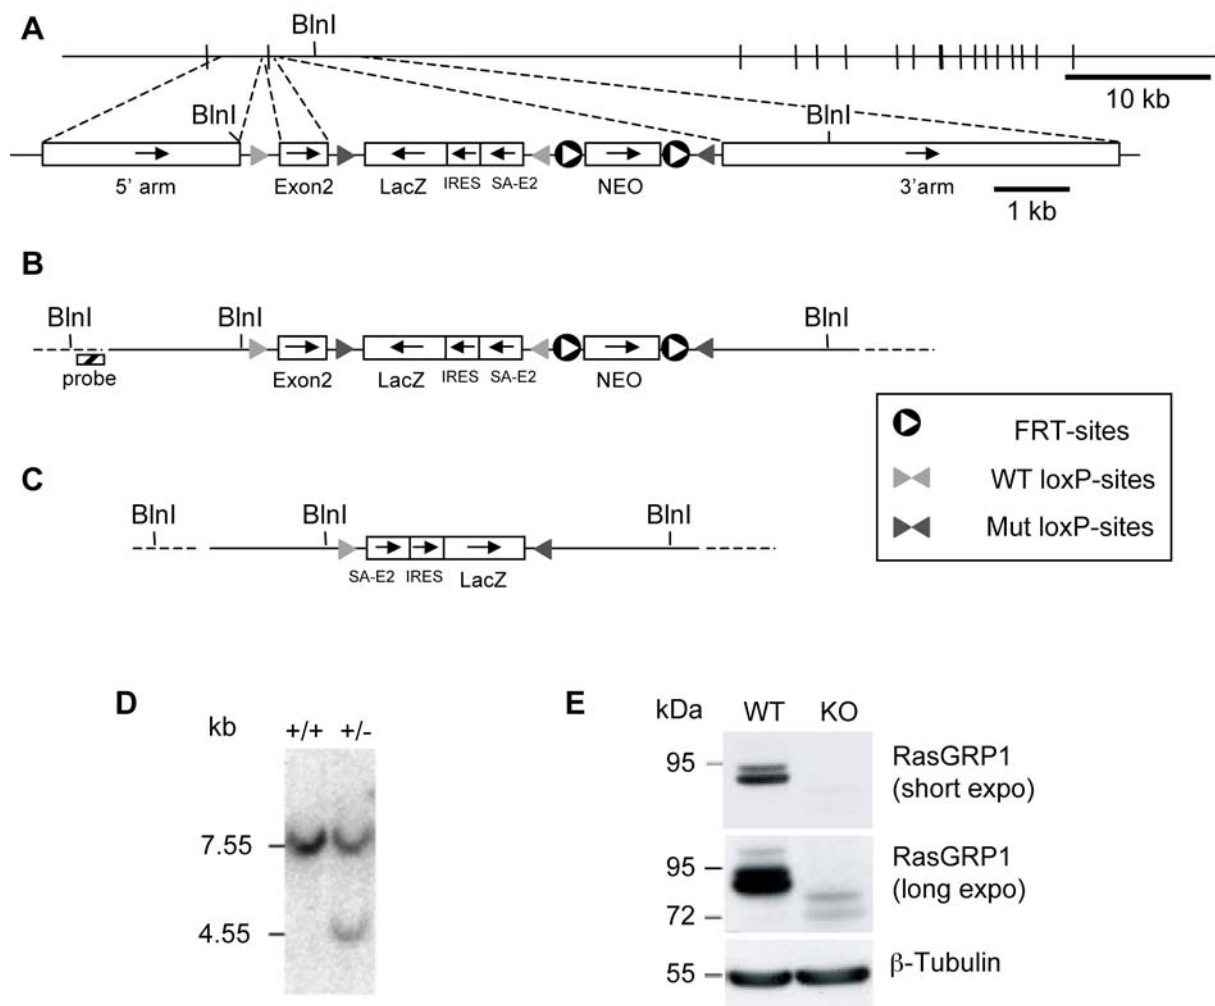 A
BlnI
10 kb
BlnI
BlnI
5' arm
Exon2
LacZ
IRES
SA-E2
NEO
3'arm
1 kb
B
BlnI
BlnI
BlnI
probe
Exon2
LacZ
IRES
SA-E2
NEO
FRT-sites
WT loxP-sites
Mut loxP-sites
C
BlnI
BlnI
BlnI
SA-E2
IRES
LacZ
D
kb
+/+
+/-
7.55
4.55
E
kDa
WT
KO
95
RasGRP1
(short expo)
95
72
RasGRP1
(long expo)
55
β-Tubulin